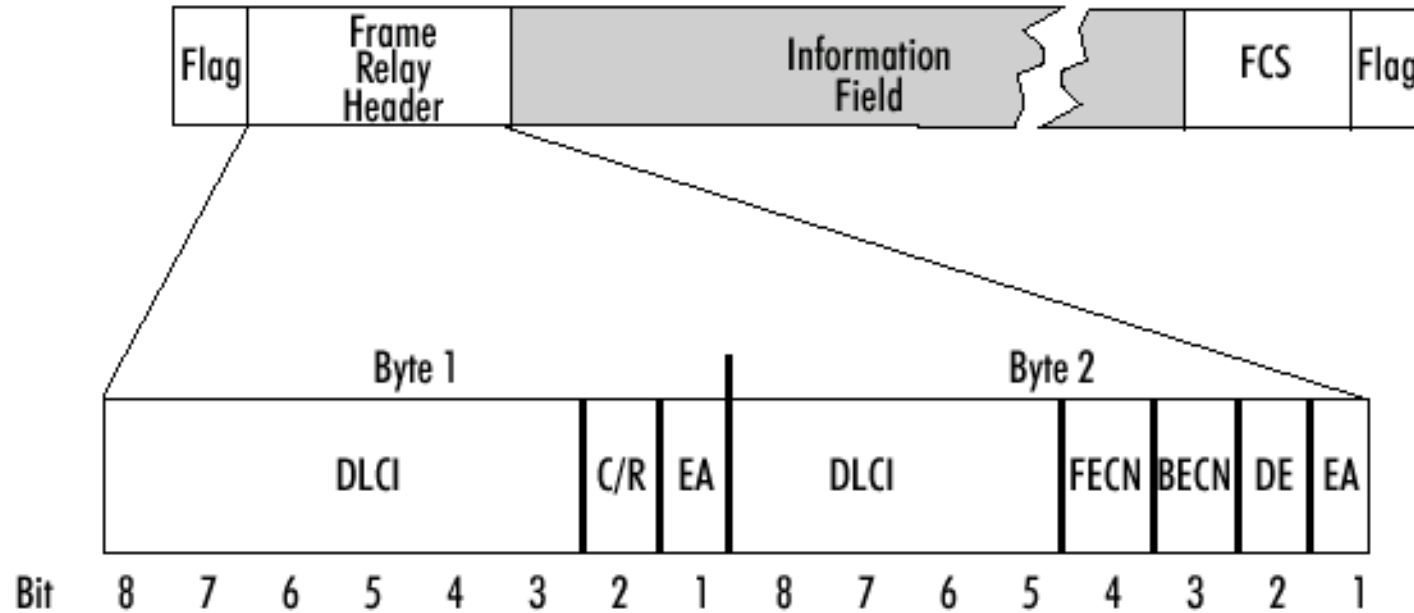 Flag
Frame
Relay
Header
Information
Field
FCS
Flag
Byte 1
Byte 2
DLCI C/R EA DLCI FECN BECN DE EA
Bit 8 7 6 5 4 3 2 1 8 7 6 5 4 3 2 1